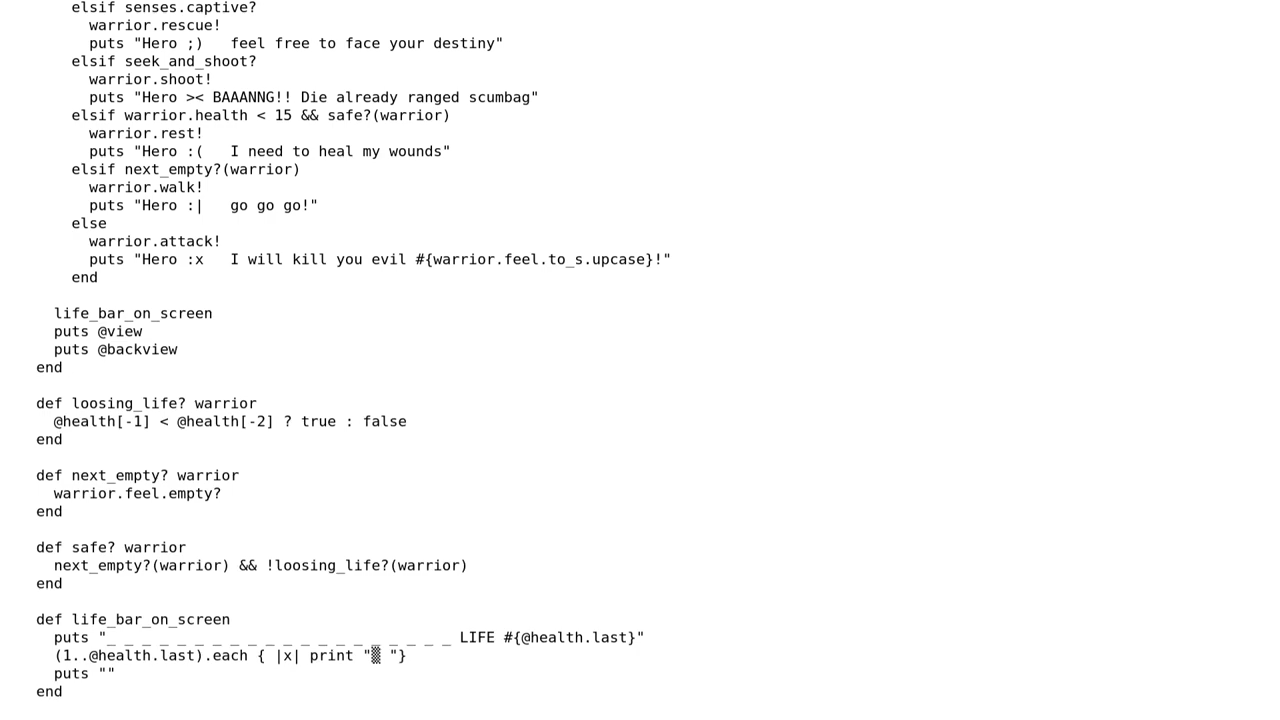 elsif senses.captive?
      warrior.rescue!
      puts "Hero ;)   feel free to face your destiny"
    elsif seek_and_shoot?
      warrior.shoot!
      puts "Hero >< BAAANNG!! Die already ranged scumbag"
    elsif warrior.health < 15 && safe?(warrior)
      warrior.rest!
      puts "Hero :(   I need to heal my wounds"
    elsif next_empty?(warrior)
      warrior.walk!
      puts "Hero :|   go go go!"
    else
      warrior.attack!
      puts "Hero :x   I will kill you evil #{warrior.feel.to_s.upcase}!"
    end

  life_bar_on_screen
  puts @view
  puts @backview
end

def loosing_life? warrior
  @health[-1] < @health[-2] ? true : false
end

def next_empty? warrior
  warrior.feel.empty?
end

def safe? warrior
  next_empty?(warrior) && !loosing_life?(warrior)
end

def life_bar_on_screen
  puts "_ _ _ _ _ _ _ _ _ _ _ _ _ _ _ _ _ _ _ _ LIFE #{@health.last}"
  (1..@health.last).each { |x| print "▒ "}
  puts ""
end